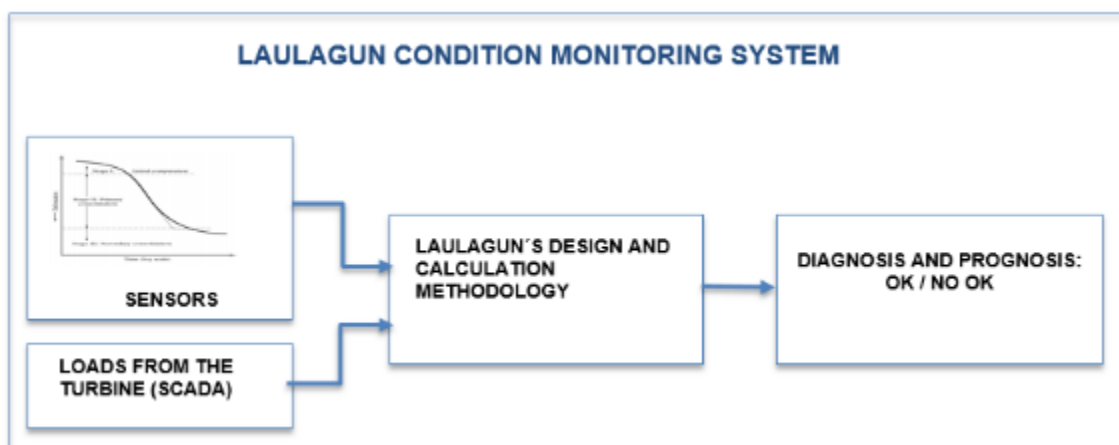 LAULAGUN CONDITION MONITORING SYSTEM
SENSORS
LOADS FROM THE
TURBINE (SCADA)
LAULAGUN´S DESIGN AND
CALCULATION
METHODOLOGY
DIAGNOSIS AND PROGNOSIS:
OK / NO OK